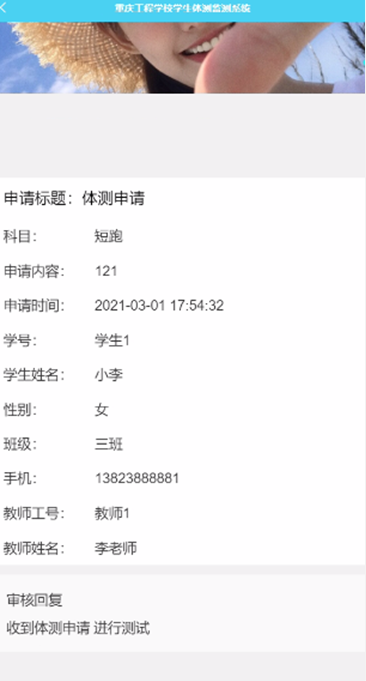 重庆工程学校学生体测监测系统
申请标题：体测申请
科目： 短跑
申请内容： 121
申请时间： 2021-03-01 17:54:32
学号： 学生1
学生姓名： 小李
性别： 女
班级： 三班
手机： 13823888881
教师工号： 教师1
教师姓名： 李老师
审核回复
收到体测申请 进行测试